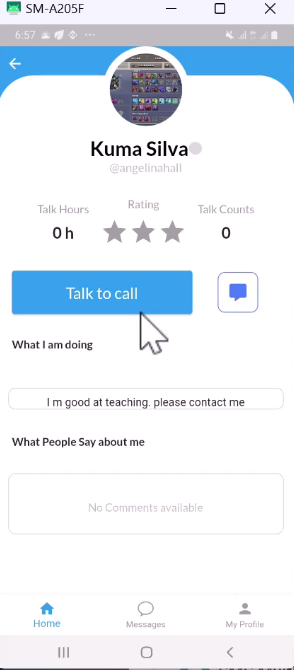 SM-A205F
6:57
Kuma Silva
@angelinahall
Talk Hours
Rating
Talk Counts
0 h
0
Talk to call
What I am doing
I m good at teaching. please contact me
What People Say about me
No Comments available
Home
Messages
My Profile